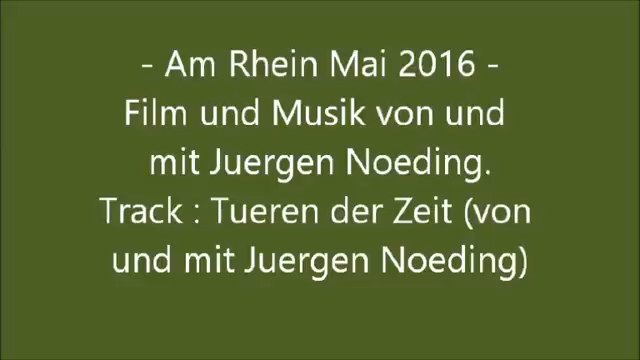 - Am Rhein Mai 2016 -
Film und Musik von und
mit Juergen Noeding.
Track : Tueren der Zeit (von
und mit Juergen Noeding)